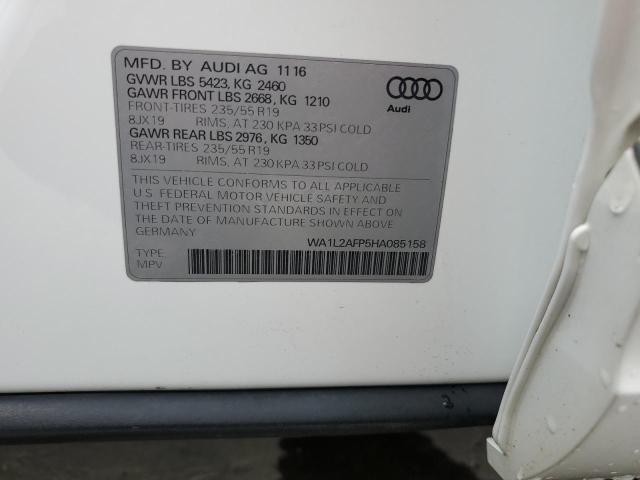 MFD. BY AUDI AG 11 16
GVWR LBS 5423, KG 2460
GAWR FRONT LBS 2668, KG 1210
FRONT-TIRES 235/55 R19
8JX19 RIMS, AT 230 KPA 33 PSI COLD
GAWR REAR LBS 2976, KG 1350
REAR-TIRES 235/55 R19
8JX19 RIMS, AT 230 KPA 33 PSI COLD
Audi
THIS VEHICLE CONFORMS TO ALL APPLICABLE
U.S. FEDERAL MOTOR VEHICLE SAFETY AND
THEFT PREVENTION STANDARDS IN EFFECT ON
THE DATE OF MANUFACTURE SHOWN ABOVE.
GERMANY
WA1L2AFP5HA085158
TYPE:
MPV